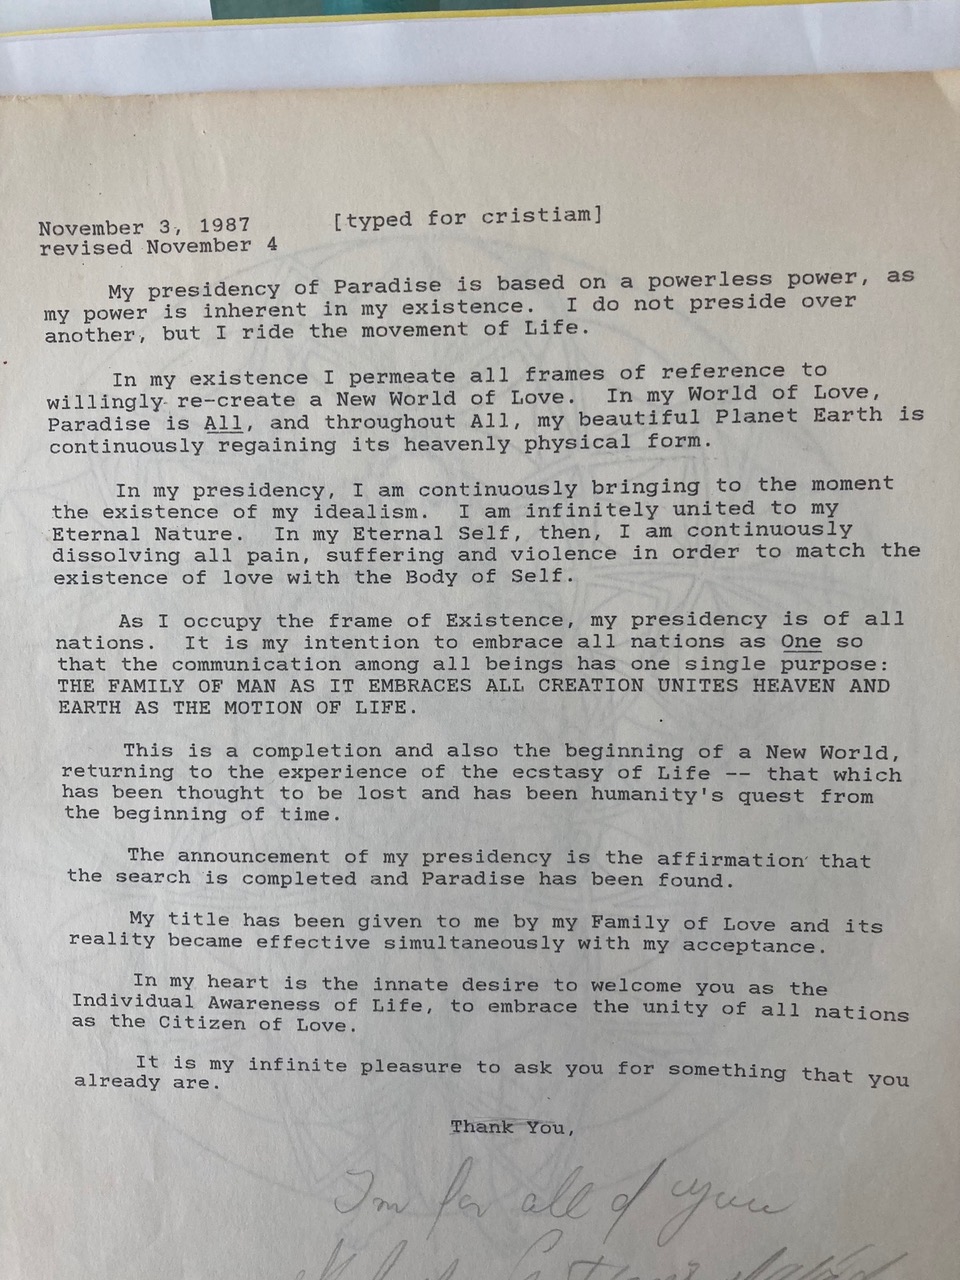 November 3, 1987 [typed for cristiam]
revised November 4
My presidency of Paradise is based on a powerless power, as
my power is inherent in my existence. I do not preside over
another, but I ride the movement of Life.
In my existence I permeate all frames of reference to
willingly re-create a New World of Love. In my World of Love,
Paradise is All, and throughout All, my beautiful Planet Earth is
continuously regaining its heavenly physical form.
In my presidency, I am continuously bringing to the moment
the existence of my idealism. I am infinitely united to my
Eternal Nature. In my Eternal Self, then, I am continuously
dissolving all pain, suffering and violence in order to match the
existence of love with the Body of Self.
As I occupy the frame of Existence, my presidency is of all
nations. It is my intention to embrace all nations as One so
that the communication among all beings has one single purpose:
THE FAMILY OF MAN AS IT EMBRACES ALL CREATION UNITES HEAVEN AND
EARTH AS THE MOTION OF LIFE.
This is a completion and also the beginning of a New World,
returning to the experience of the ecstasy of Life -- that which
has been thought to be lost and has been humanity's quest from
the beginning of time.
The announcement of my presidency is the affirmation that
the search is completed and Paradise has been found.
My title has been given to me by my Family of Love and its
reality became effective simultaneously with my acceptance.
In my heart is the innate desire to welcome you as the
Individual Awareness of Life, to embrace the unity of all nations
as the Citizen of Love.
It is my infinite pleasure to ask you for something that you
already are.
Thank You,
I'm for all of you